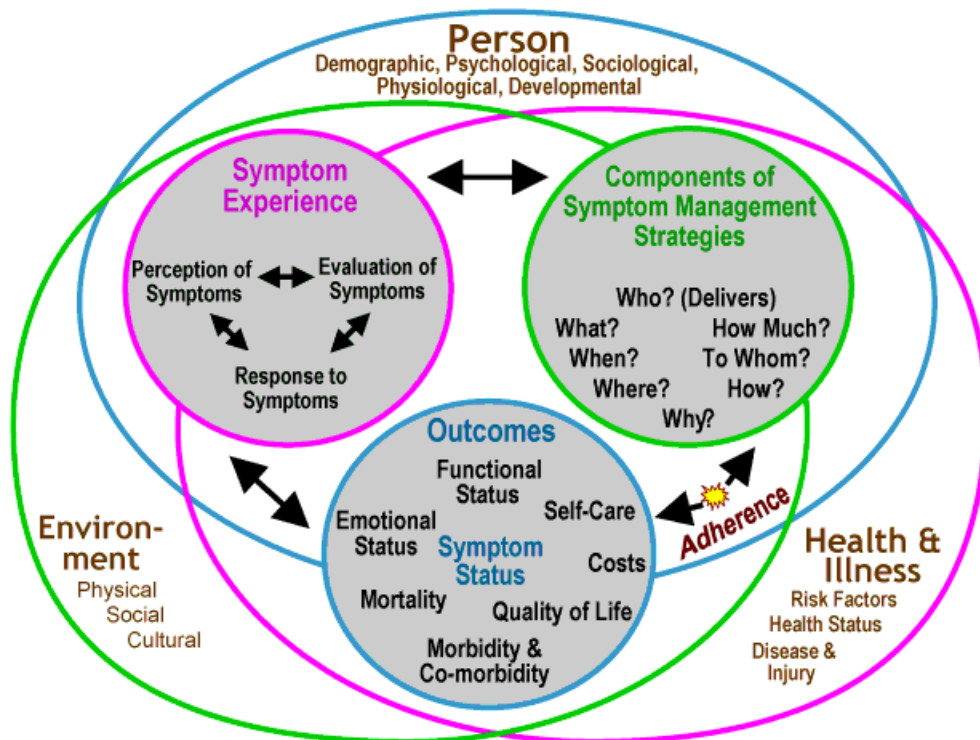 Person
Demographic, Psychological, Sociological,
Physiological, Developmental
Symptom
Experience
Perception of
Symptoms
Evaluation of
Symptoms
Response to
Symptoms
Components of
Symptom Management
Strategies
Who? (Delivers)
What?
How Much?
When?
To Whom?
Where?
How?
Why?
Outcomes
Functional
Status
Emotional
Status
Self-Care
Symptom
Status
Costs
Mortality
Quality of Life
Morbidity &
Co-morbidity
Adherence
Environ-
ment
Physical
Social
Cultural
Health &
Illness
Risk Factors
Health Status
Disease &
Injury